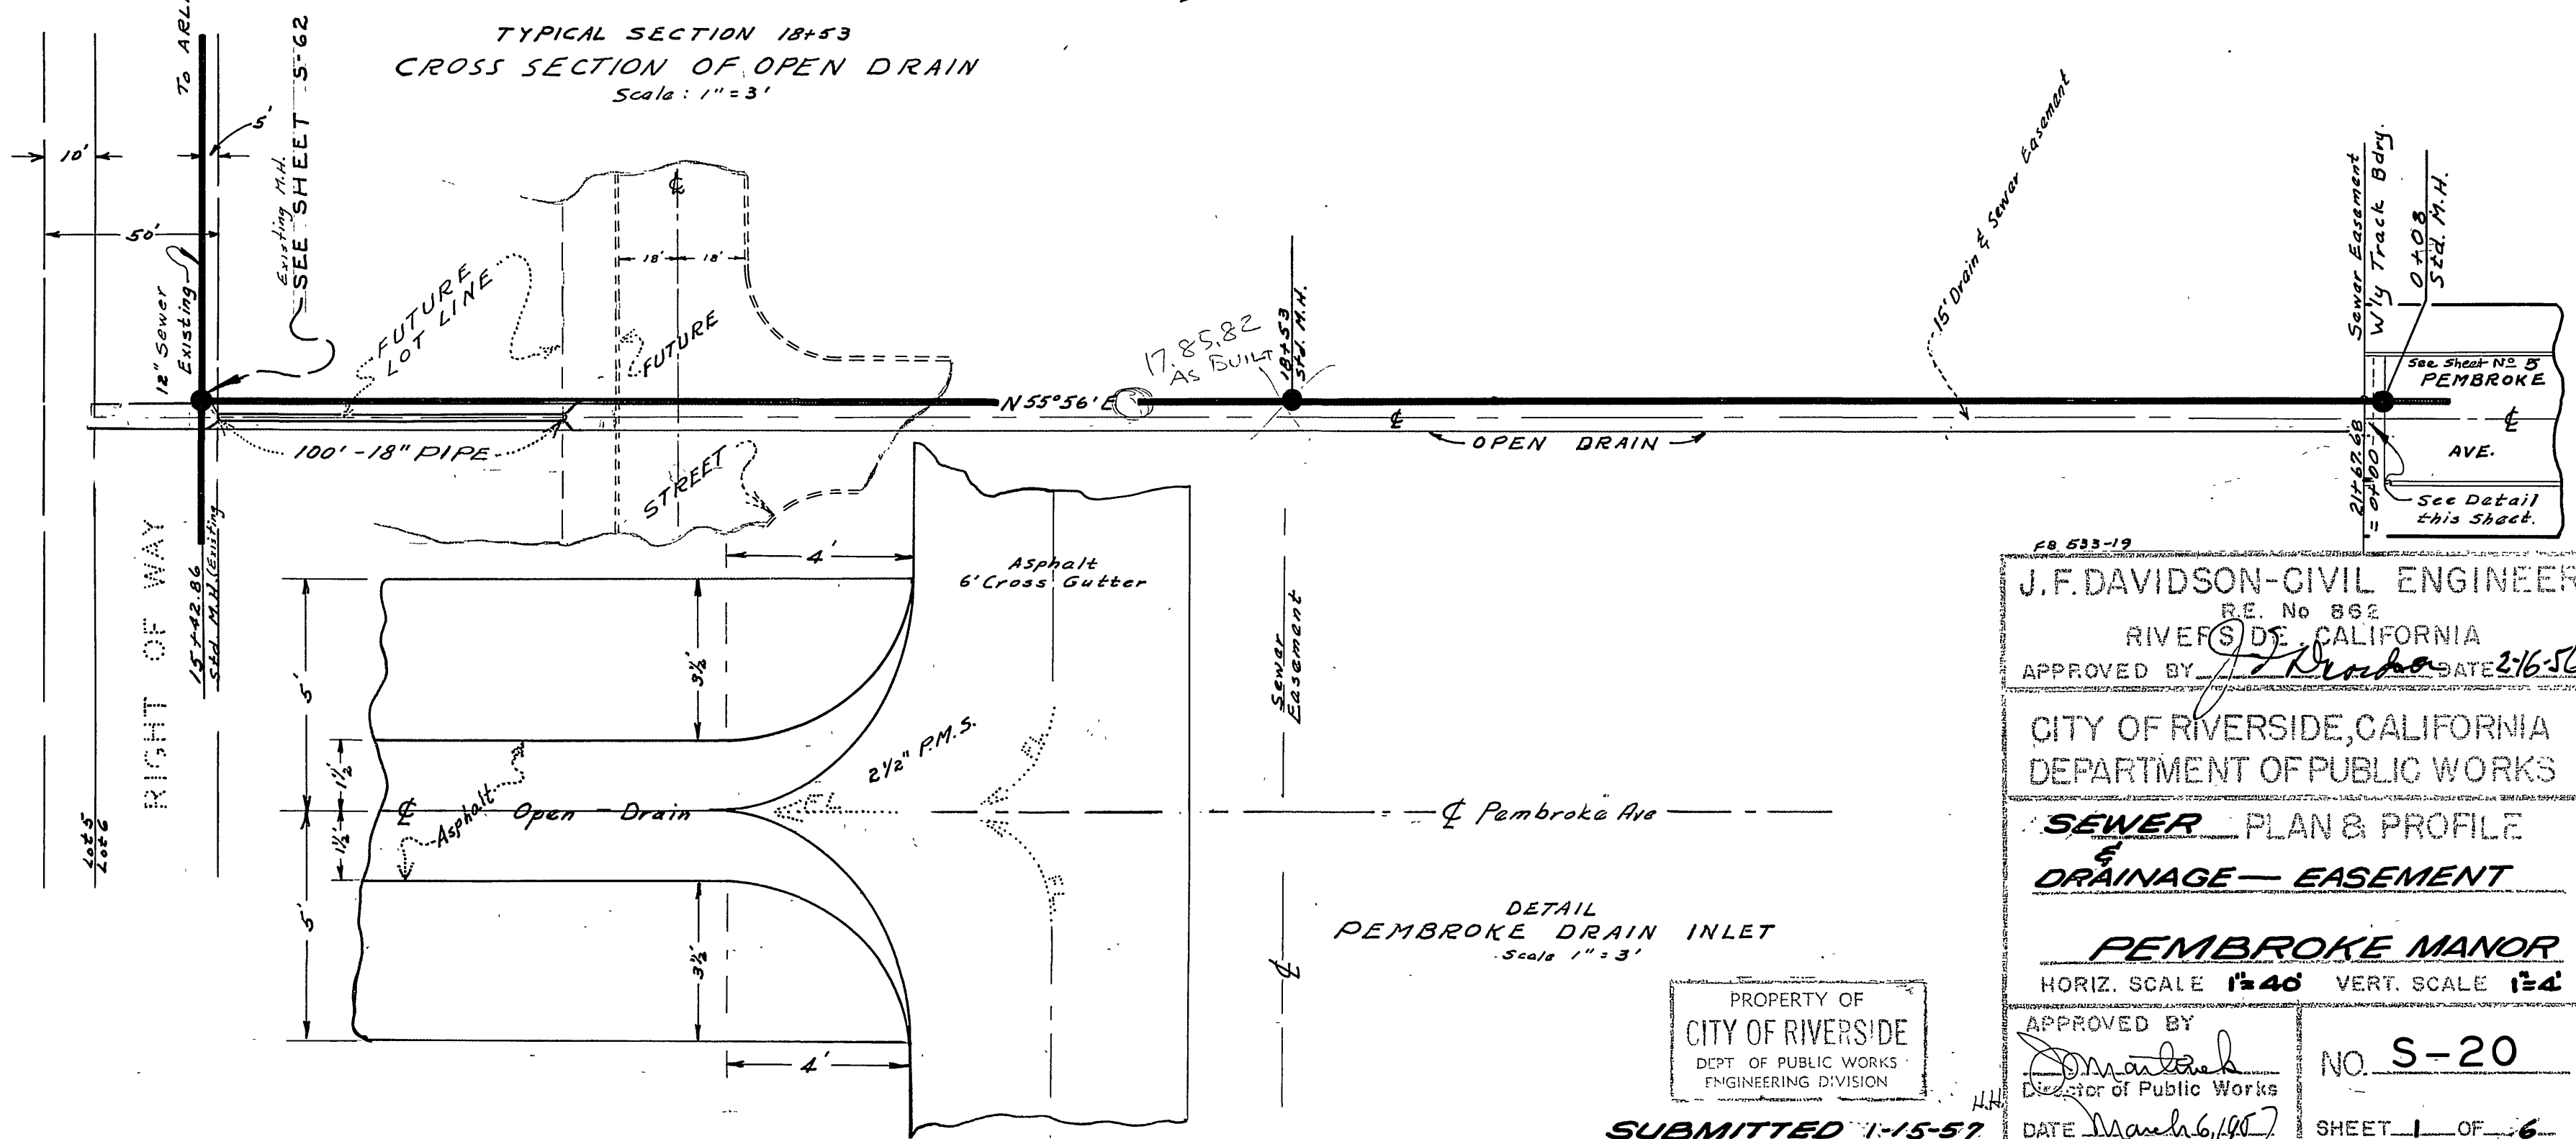 TYPICAL SECTION 18+53
CROSS SECTION OF OPEN DRAIN
Scale: 1" = 3'
To ARL
SEE SHEET S-62
Existing M.H.
5'
10'
50'
12" Sewer
Existing
FUTURE
LOT LINE
18' 18'
℄
FUTURE
STREET
17.85.82
AS BUILT
18+53
Std. M.H.
15' Drain & Sewer Easement
Sewer Easement
W'ly Track Bdry.
0+08
Std. M.H.
See Sheet Nº 5
PEMBROKE
℄
AVE.
N 55°56' E
℄
OPEN DRAIN
100'-18" PIPE
21+67.68
= 0+00
See Detail
this Sheet.
RIGHT OF WAY
15+42.86
Std. M.H. (Existing
Lot 5
Lot 6
4'
Asphalt
6' Cross Gutter
Sewer
Easement
5'
3½'
1½'
2½" P.M.S.
FL
℄ Open Drain
FL
℄ Pembroke Ave
Asphalt
1½'
FL
5'
3½'
4'
℄
DETAIL
PEMBROKE DRAIN INLET
Scale 1" = 3'
PROPERTY OF
CITY OF RIVERSIDE
DEPT OF PUBLIC WORKS
ENGINEERING DIVISION
H.H.
SUBMITTED 1-15-57
FB 533-19
J.F. DAVIDSON-CIVIL ENGINEER
R.E. No 862
RIVERSIDE, CALIFORNIA
APPROVED BY DATE 2-16-56
CITY OF RIVERSIDE, CALIFORNIA
DEPARTMENT OF PUBLIC WORKS
SEWER PLAN & PROFILE
&
DRAINAGE — EASEMENT
PEMBROKE MANOR
HORIZ. SCALE 1"=40' VERT. SCALE 1"=4'
APPROVED BY
Director of Public Works
DATE March 6, 1957
NO. S-20
SHEET 1 OF 6